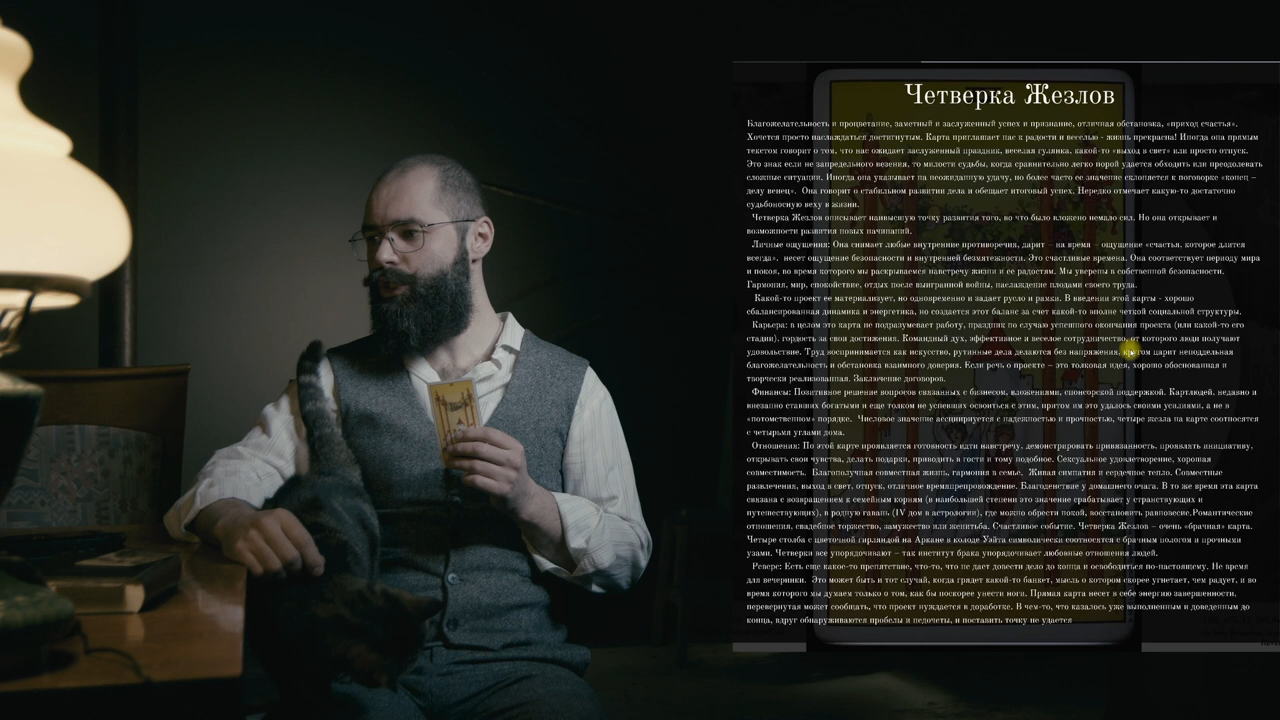 Четверка Жезлов
Благожелательность и процветание, заметный и заслуженный успех и признание, отличная обстановка, «приход счастья».
Хочется просто наслаждаться достигнутым. Карта приглашает нас к радости и веселью - жизнь прекрасна! Иногда она прямым
текстом говорит о том, что нас ожидает заслуженный праздник, веселая гулянка, какой-то «выход в свет» или просто отпуск.
Это знак если не запредельного везения, то милости судьбы, когда сравнительно легко порой удается обходить или преодолевать
сложные ситуации. Иногда она указывает на неожиданную удачу, но более часто ее значение склоняется к поговорке «конец –
делу венец». Она говорит о стабильном развитии дела и обещает итоговый успех. Нередко отмечает какую-то достаточно
судьбоносную веху в жизни.
Четверка Жезлов описывает наивысшую точку развития того, во что было вложено немало сил. Но она открывает и
возможности развития новых начинаний.
Личные ощущения: Она снимает любые внутренние противоречия, дарит – на время – ощущение «счастья, которое длится
всегда». несет ощущение безопасности и внутренней безмятежности. Это счастливые времена. Она соответствует периоду мира
и покоя, во время которого мы раскрываемся навстречу жизни и ее радостям. Мы уверены в собственной безопасности.
Гармония, мир, спокойствие, отдых после выигранной войны, наслаждение плодами своего труда.
Какой-то проект ее материализует, но одновременно и задает русло и рамки. В введении этой карты - хорошо
сбалансированная динамика и энергетика, но создается этот баланс за счет какой-то вполне четкой социальной структуры.
Карьера: в целом это карта не подразумевает работу, праздник по случаю успешного окончания проекта (или какой-то его
стадии), гордость за свои достижения. Командный дух, эффективное и веселое сотрудничество, от которого люди получают
удовольствие. Труд воспринимается как искусство, рутинные дела делаются без напряжения, кругом царит неподдельная
благожелательность и обстановка взаимного доверия. Если речь о проекте – это толковая идея, хорошо обоснованная и
творчески реализованная. Заключение договоров.
Финансы: Позитивное решение вопросов связанных с бизнесом, вложениями, спонсорской поддержкой. Картлюдей, недавно и
внезапно ставших богатыми и еще толком не успевших освоиться с этим, притом им это удалось своими усилиями, а не в
«потомственном» порядке. Числовое значение ассоциируется с надежностью и прочностью, четыре жезла на карте соотносятся
с четырьмя углами дома.
Отношения: По этой карте проявляется готовность идти навстречу, демонстрировать привязанность, проявлять инициативу,
открывать свои чувства, делать подарки, приводить в гости и тому подобное. Сексуальное удовлетворение, хорошая
совместимость. Благополучная совместная жизнь, гармония в семье. Живая симпатия и сердечное тепло. Совместные
развлечения, выход в свет, отпуск, отличное времяпрепровождение. Благоденствие у домашнего очага. В то же время эта карта
связана с возвращением к семейным корням (в наибольшей степени это значение срабатывает у странствующих и
путешествующих), в родную гавань (IV дом в астрологии), где можно обрести покой, восстановить равновесие.Романтические
отношения, свадебное торжество, замужество или женитьба. Счастливое событие. Четверка Жезлов – очень «брачная» карта.
Четыре столба с цветочной гирляндой на Аркане в колоде Уэйта символически соотносятся с брачным пологом и прочными
узами. Четверки все упорядочивают – так институт брака упорядочивает любовные отношения людей.
Реверс: Есть еще какое-то препятствие, что-то, что не дает довести дело до конца и освободиться по-настоящему. Не время
для вечеринки. Это может быть и тот случай, когда грядет какой-то банкет, мысль о котором скорее угнетает, чем радует, и во
время которого мы думаем только о том, как бы поскорее унести ноги. Прямая карта несет в себе энергию завершенности,
перевернутая может сообщать, что проект нуждается в доработке. В чем-то, что казалось уже выполненным и доведенным до
конца, вдруг обнаруживаются пробелы и недочеты, и поставить точку не удается